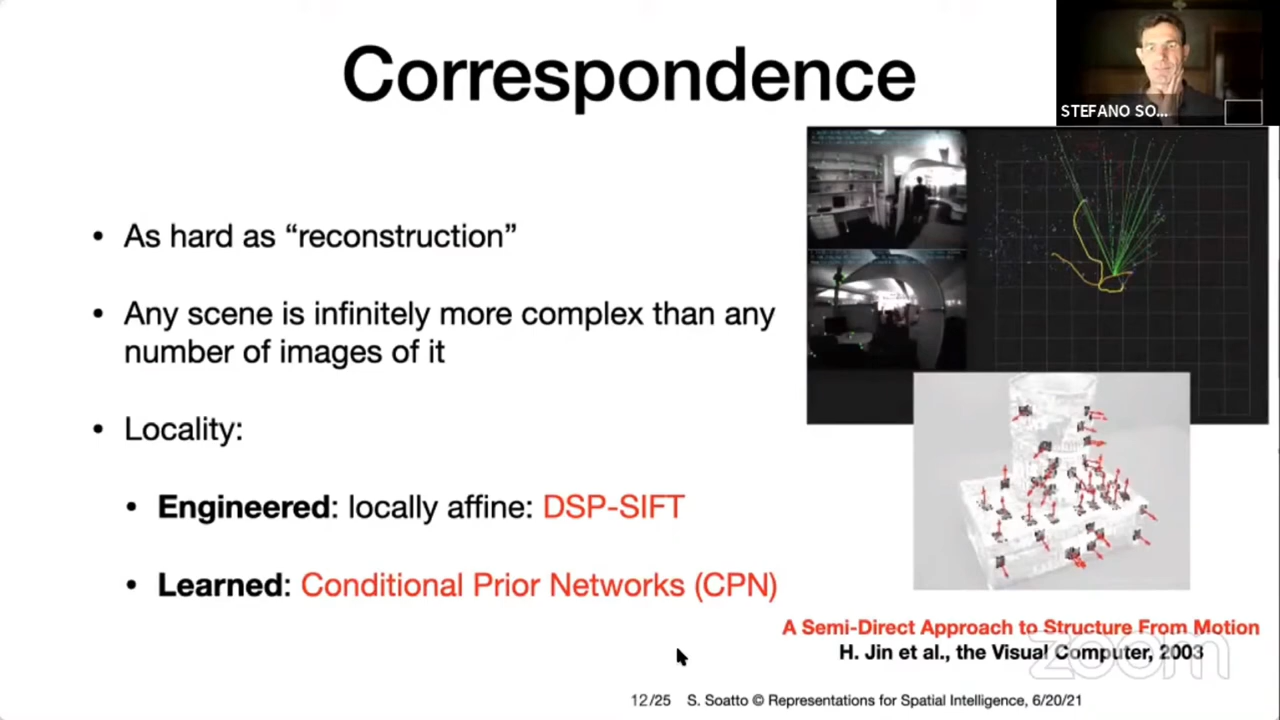 Correspondence
STEFANO SO...
• As hard as “reconstruction”
• Any scene is infinitely more complex than any
number of images of it
• Locality:
• Engineered: locally affine: DSP-SIFT
• Learned: Conditional Prior Networks (CPN)
A Semi-Direct Approach to Structure From Motion
H. Jin et al., the Visual Computer, 2003
zoom
12/25 S. Soatto © Representations for Spatial Intelligence, 6/20/21